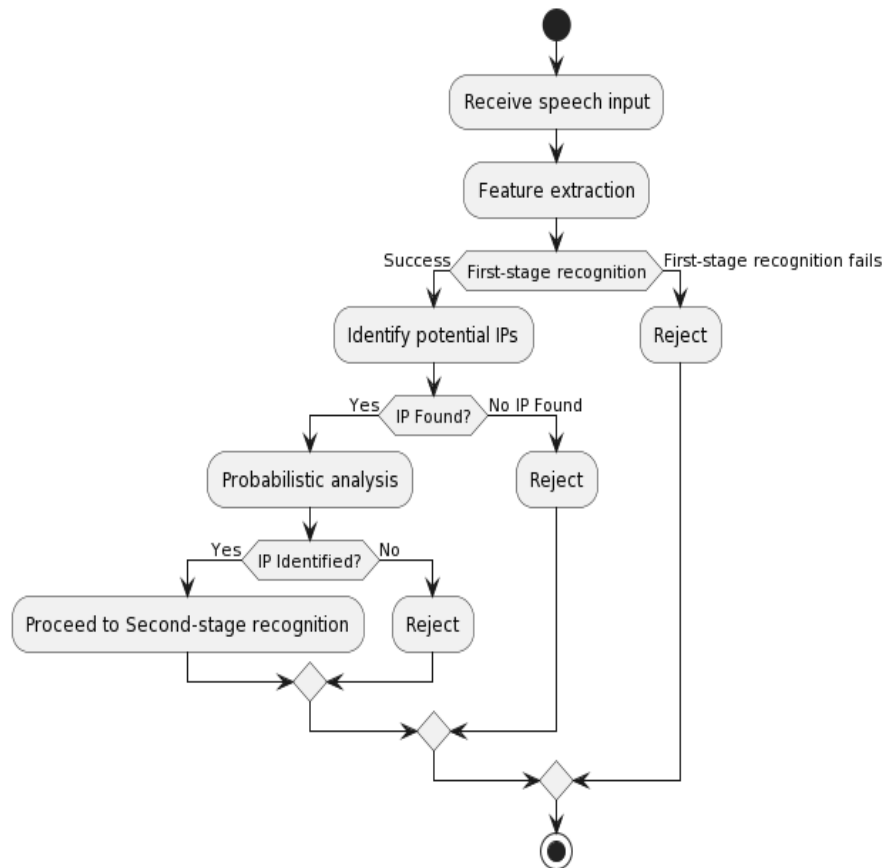 Receive speech input
Feature extraction
Success
First-stage recognition
First-stage recognition fails
Identify potential IPs
Reject
Yes
IP Found?
No IP Found
Probabilistic analysis
Reject
Yes
IP Identified?
No
Proceed to Second-stage recognition
Reject